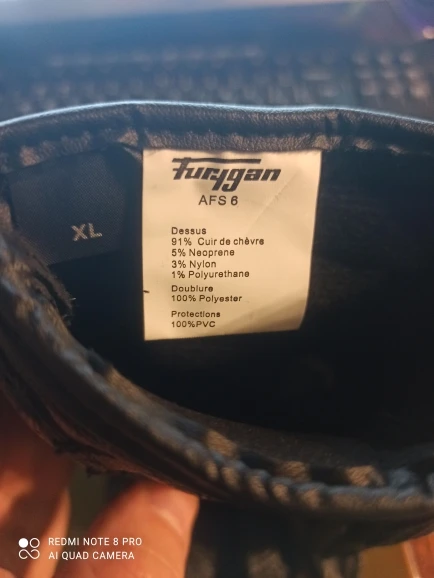 Furygan
AFS 6
XL
Dessus
91% Cuir de chèvre
5% Neoprene
3% Nylon
1% Polyurethane
Doublure
100% Polyester
Protections
100%PVC
REDMI NOTE 8 PRO
AI QUAD CAMERA